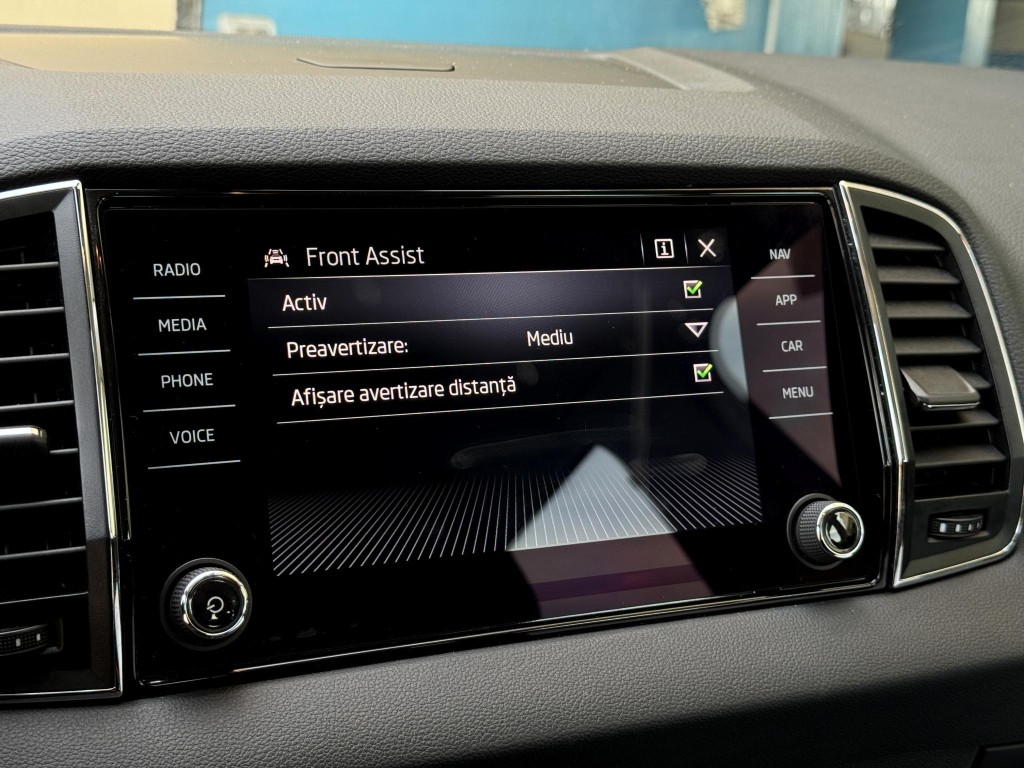 Front Assist
Activ
Preavertizare: Mediu
Afișare avertizare distanță
RADIO
MEDIA
PHONE
VOICE
NAV
APP
CAR
MENU